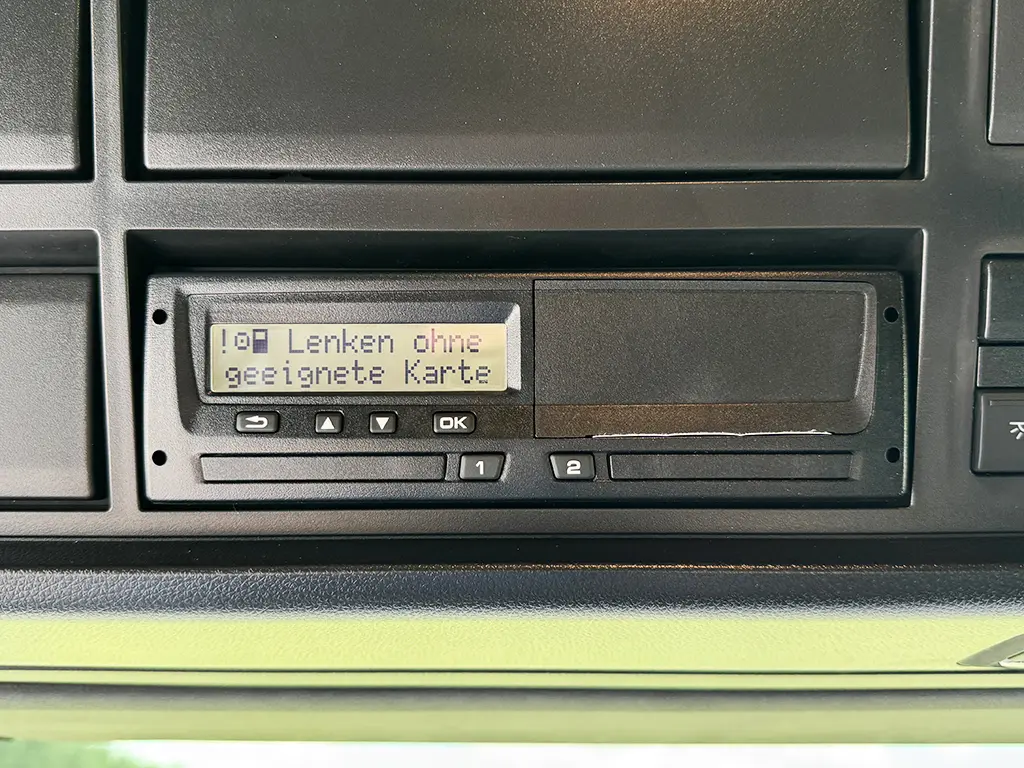 ! Lenken ohne
geeignete Karte
OK
1 2